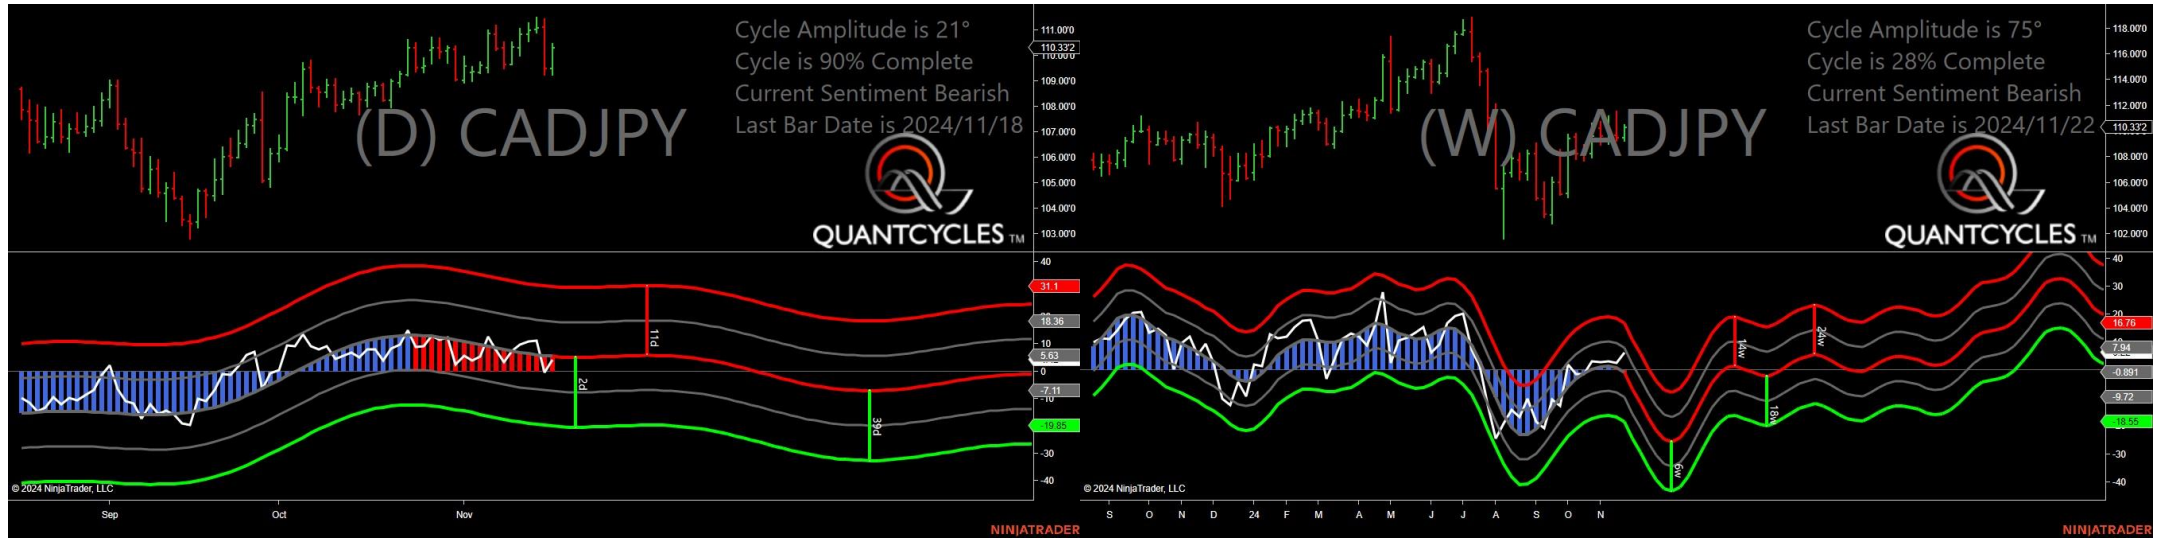 Cycle Amplitude is 21°
Cycle is 90% Complete
Current Sentiment Bearish
Last Bar Date is 2024/11/18
(D) CADJPY
QUANTCYCLES TM
111.00'0
110.33'2
110.00'0
109.00'0
108.00'0
107.00'0
106.00'0
105.00'0
104.00'0
103.00'0
40
31.1
18.36
10
5.63
0
-7.11
-10
-19.85
-30
-40
11d
2d
39d
© 2024 NinjaTrader, LLC
Sep Oct Nov
NINJATRADER
Cycle Amplitude is 75°
Cycle is 28% Complete
Current Sentiment Bearish
Last Bar Date is 2024/11/22
(W) CADJPY
QUANTCYCLES TM
118.00'0
116.00'0
114.00'0
112.00'0
110.33'2
108.00'0
106.00'0
104.00'0
102.00'0
40
30
20
16.76
7.94
-0.891
-9.72
-18.55
-30
-40
14w
24w
18w
6w
© 2024 NinjaTrader, LLC
S O N D 24 F M A M J J A S O N
NINJATRADER